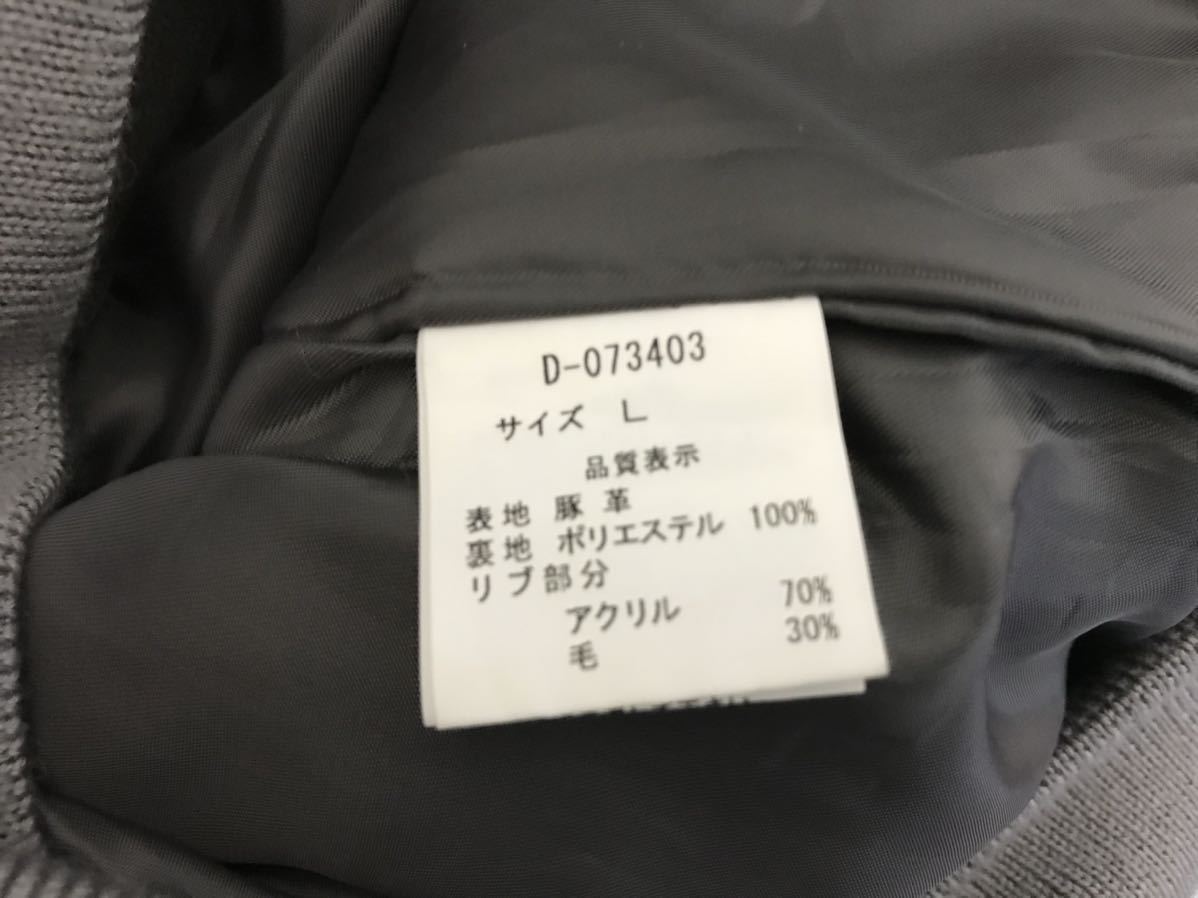 D-073403
サイズ L
品質表示
表地 豚革
裏地 ポリエステル 100%
リブ部分
アクリル 70%
毛 30%